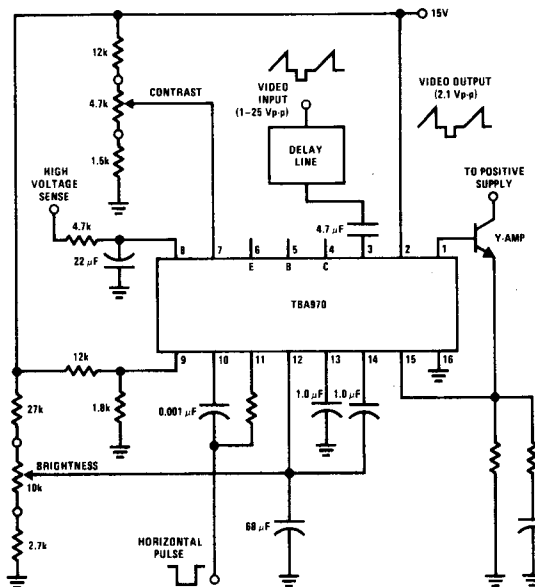 15V
12k
CONTRAST
4.7k
1.5k
VIDEO
INPUT
(1–25 Vp-p)
VIDEO OUTPUT
(2.1 Vp-p)
DELAY
LINE
HIGH
VOLTAGE
SENSE
TO POSITIVE
SUPPLY
4.7k
22 µF
4.7 µF
Y-AMP
8 7 6 5 4 3 2 1
E B C
TBA970
9 10 11 12 13 14 15 16
12k
1.8k
27k
0.001 µF
1.0 µF
1.0 µF
BRIGHTNESS
10k
68 µF
2.7k
HORIZONTAL
PULSE